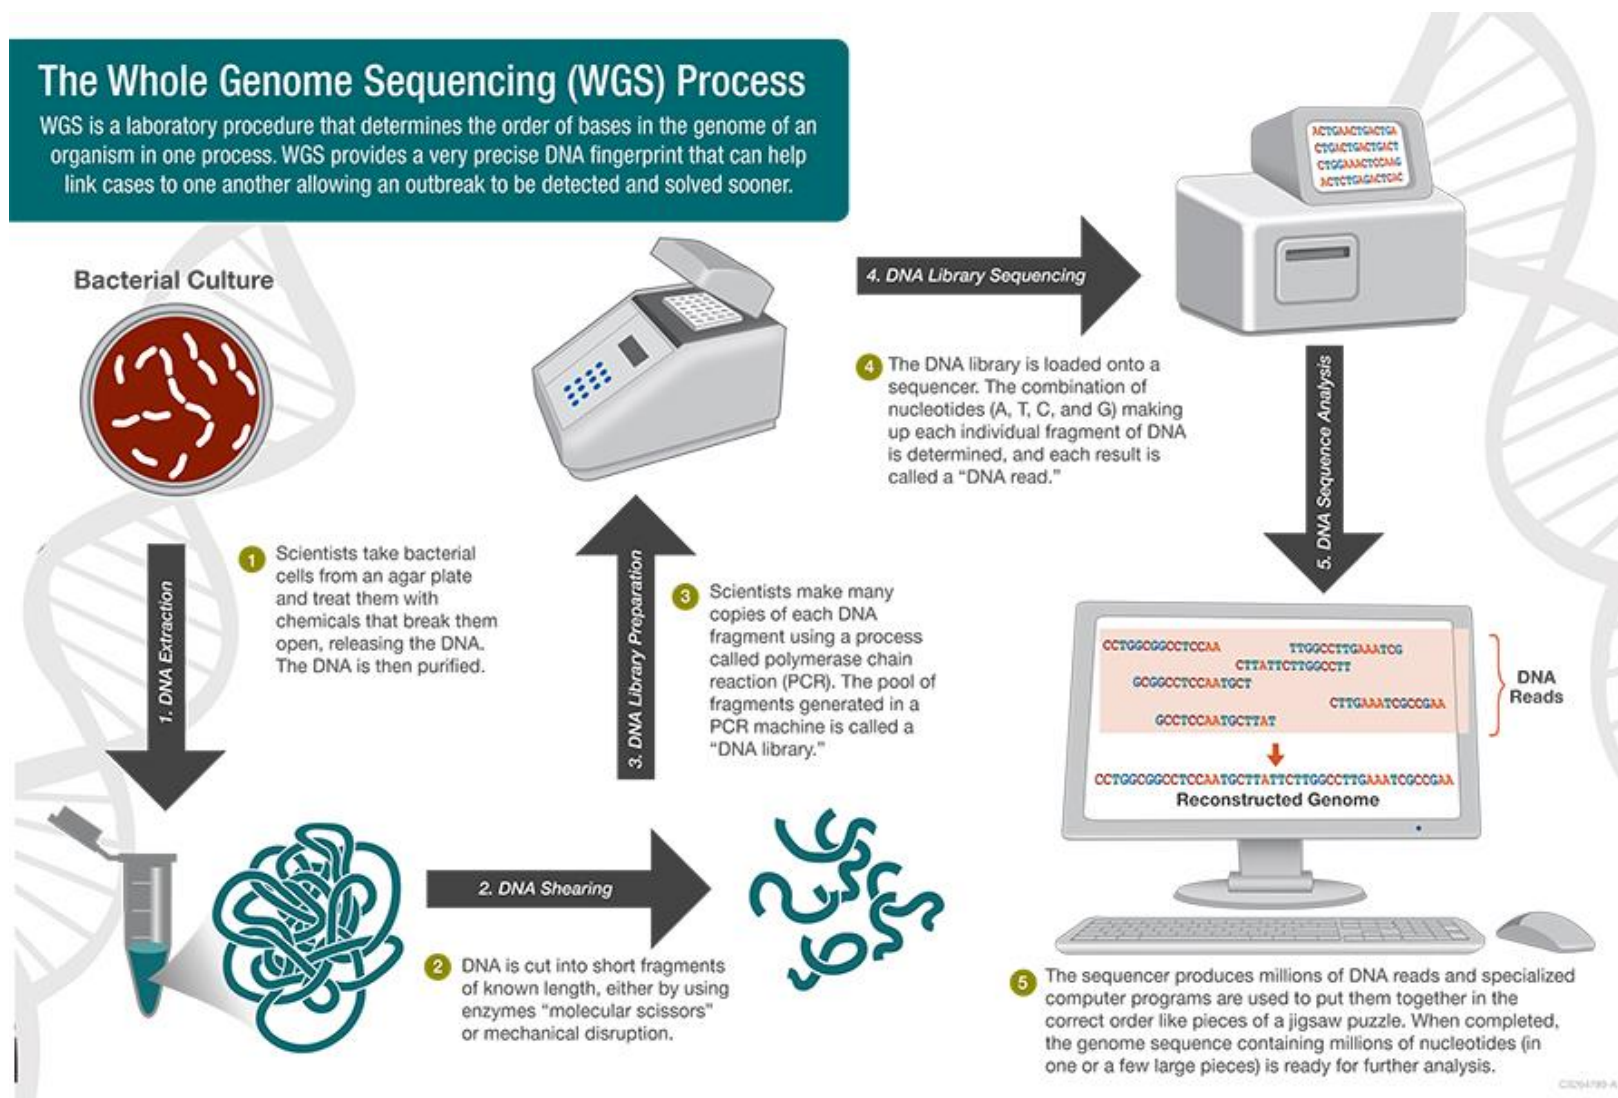 The Whole Genome Sequencing (WGS) Process
WGS is a laboratory procedure that determines the order of bases in the genome of an
organism in one process. WGS provides a very precise DNA fingerprint that can help
link cases to one another allowing an outbreak to be detected and solved sooner.
Bacterial Culture
1. DNA Extraction
1
Scientists take bacterial
cells from an agar plate
and treat them with
chemicals that break them
open, releasing the DNA.
The DNA is then purified.
2. DNA Shearing
2
DNA is cut into short fragments
of known length, either by using
enzymes “molecular scissors”
or mechanical disruption.
3. DNA Library Preparation
3
Scientists make many
copies of each DNA
fragment using a process
called polymerase chain
reaction (PCR). The pool of
fragments generated in a
PCR machine is called a
“DNA library.”
4. DNA Library Sequencing
4
The DNA library is loaded onto a
sequencer. The combination of
nucleotides (A, T, C, and G) making
up each individual fragment of DNA
is determined, and each result is
called a “DNA read.”
ACTGAACTGACTGA
CTGACTGACTGACT
CTGGAAACTCCAAG
ACTCTGAGACTGAC
5. DNA Sequence Analysis
CCTGGCGGCCTCCAA
TTGGCCTTGAAATCG
CTTATTCTTGGCCTT
GCGGCCTCCAATGCT
CTTGAAATCGCCGAA
GCCTCCAATGCTTAT
DNA
Reads
CCTGGCGGCCTCCAATGCTTATTCTTGGCCTTGAAATCGCCGAA
Reconstructed Genome
5
The sequencer produces millions of DNA reads and specialized
computer programs are used to put them together in the
correct order like pieces of a jigsaw puzzle. When completed,
the genome sequence containing millions of nucleotides (in
one or a few large pieces) is ready for further analysis.